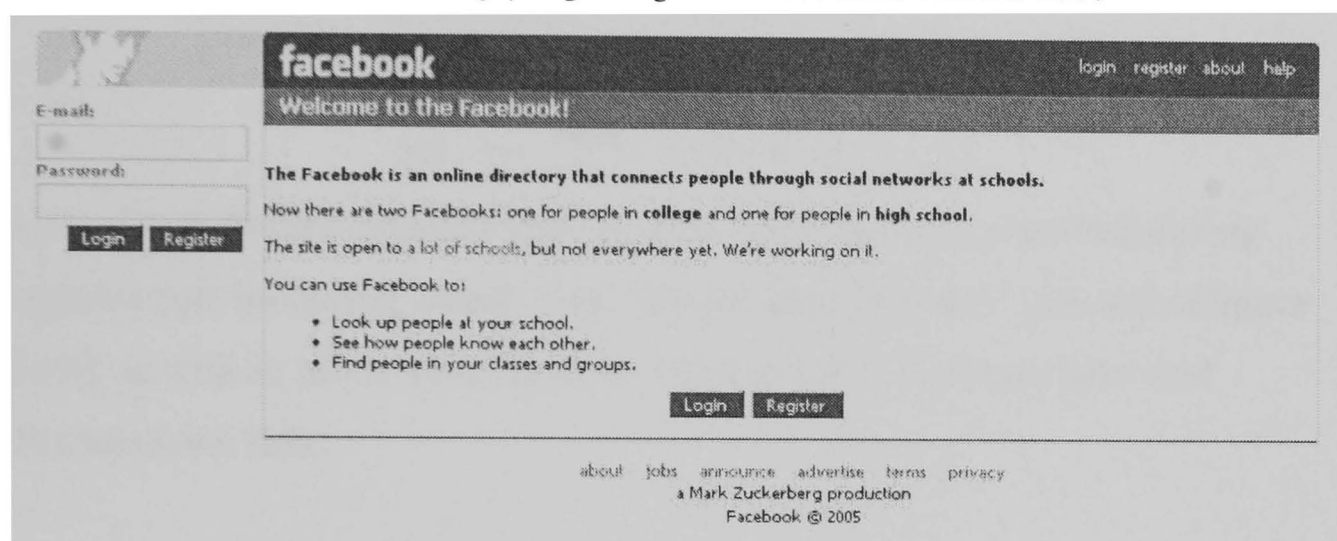 facebook
login register about help
Welcome to the Facebook!
E-mail:
Password:
Login Register
The Facebook is an online directory that connects people through social networks at schools.
Now there are two Facebooks: one for people in college and one for people in high school.
The site is open to a lot of schools, but not everywhere yet. We're working on it.
You can use Facebook to:
• Look up people at your school.
• See how people know each other.
• Find people in your classes and groups.
Login Register
about jobs announce advertise terms privacy
a Mark Zuckerberg production
Facebook © 2005